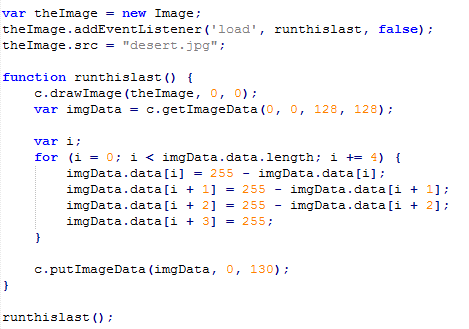 var theImage = new Image;
theImage.addEventListener('load', runthislast, false);
theImage.src = "desert.jpg";

function runthislast() {
    c.drawImage(theImage, 0, 0);
    var imgData = c.getImageData(0, 0, 128, 128);

    var i;
    for (i = 0; i < imgData.data.length; i += 4) {
        imgData.data[i] = 255 - imgData.data[i];
        imgData.data[i + 1] = 255 - imgData.data[i + 1];
        imgData.data[i + 2] = 255 - imgData.data[i + 2];
        imgData.data[i + 3] = 255;
    }

    c.putImageData(imgData, 0, 130);
}

runthislast();